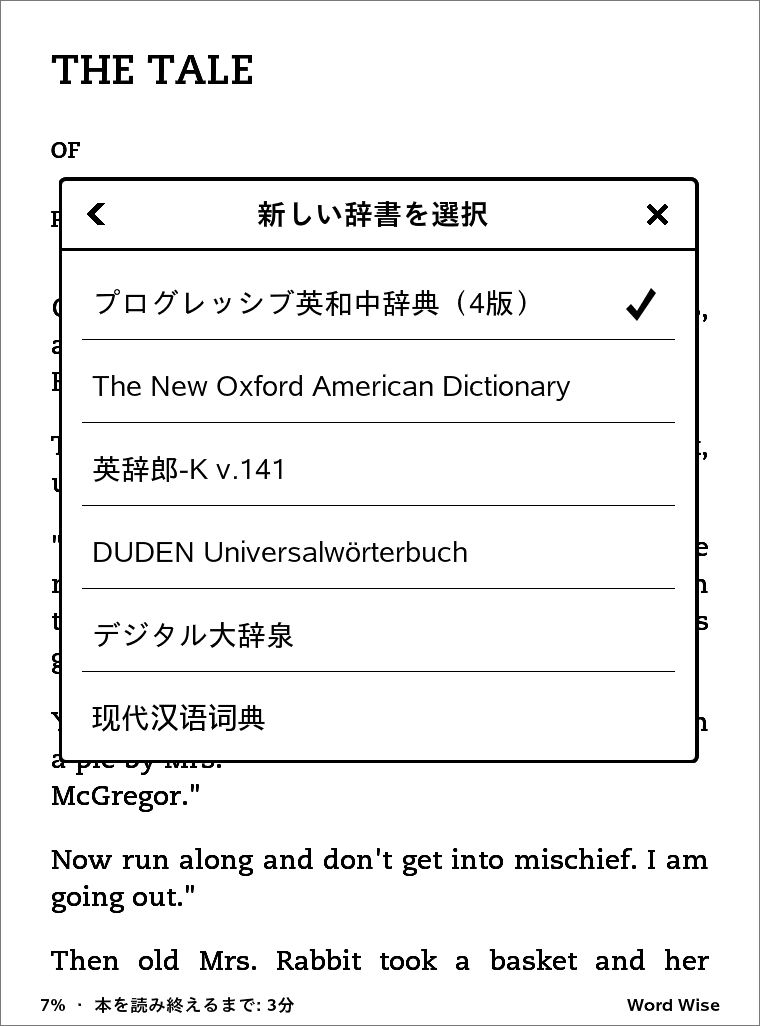 THE TALE
OF
新しい辞書を選択
プログレッシブ英和中辞典（4版）
The New Oxford American Dictionary
英辞郎-K v.141
DUDEN Universalwörterbuch
デジタル大辞泉
现代汉语词典
a pie by Mrs.
McGregor."
Now run along and don't get into mischief. I am
going out."
Then old Mrs. Rabbit took a basket and her
7% · 本を読み終えるまで: 3分
Word Wise